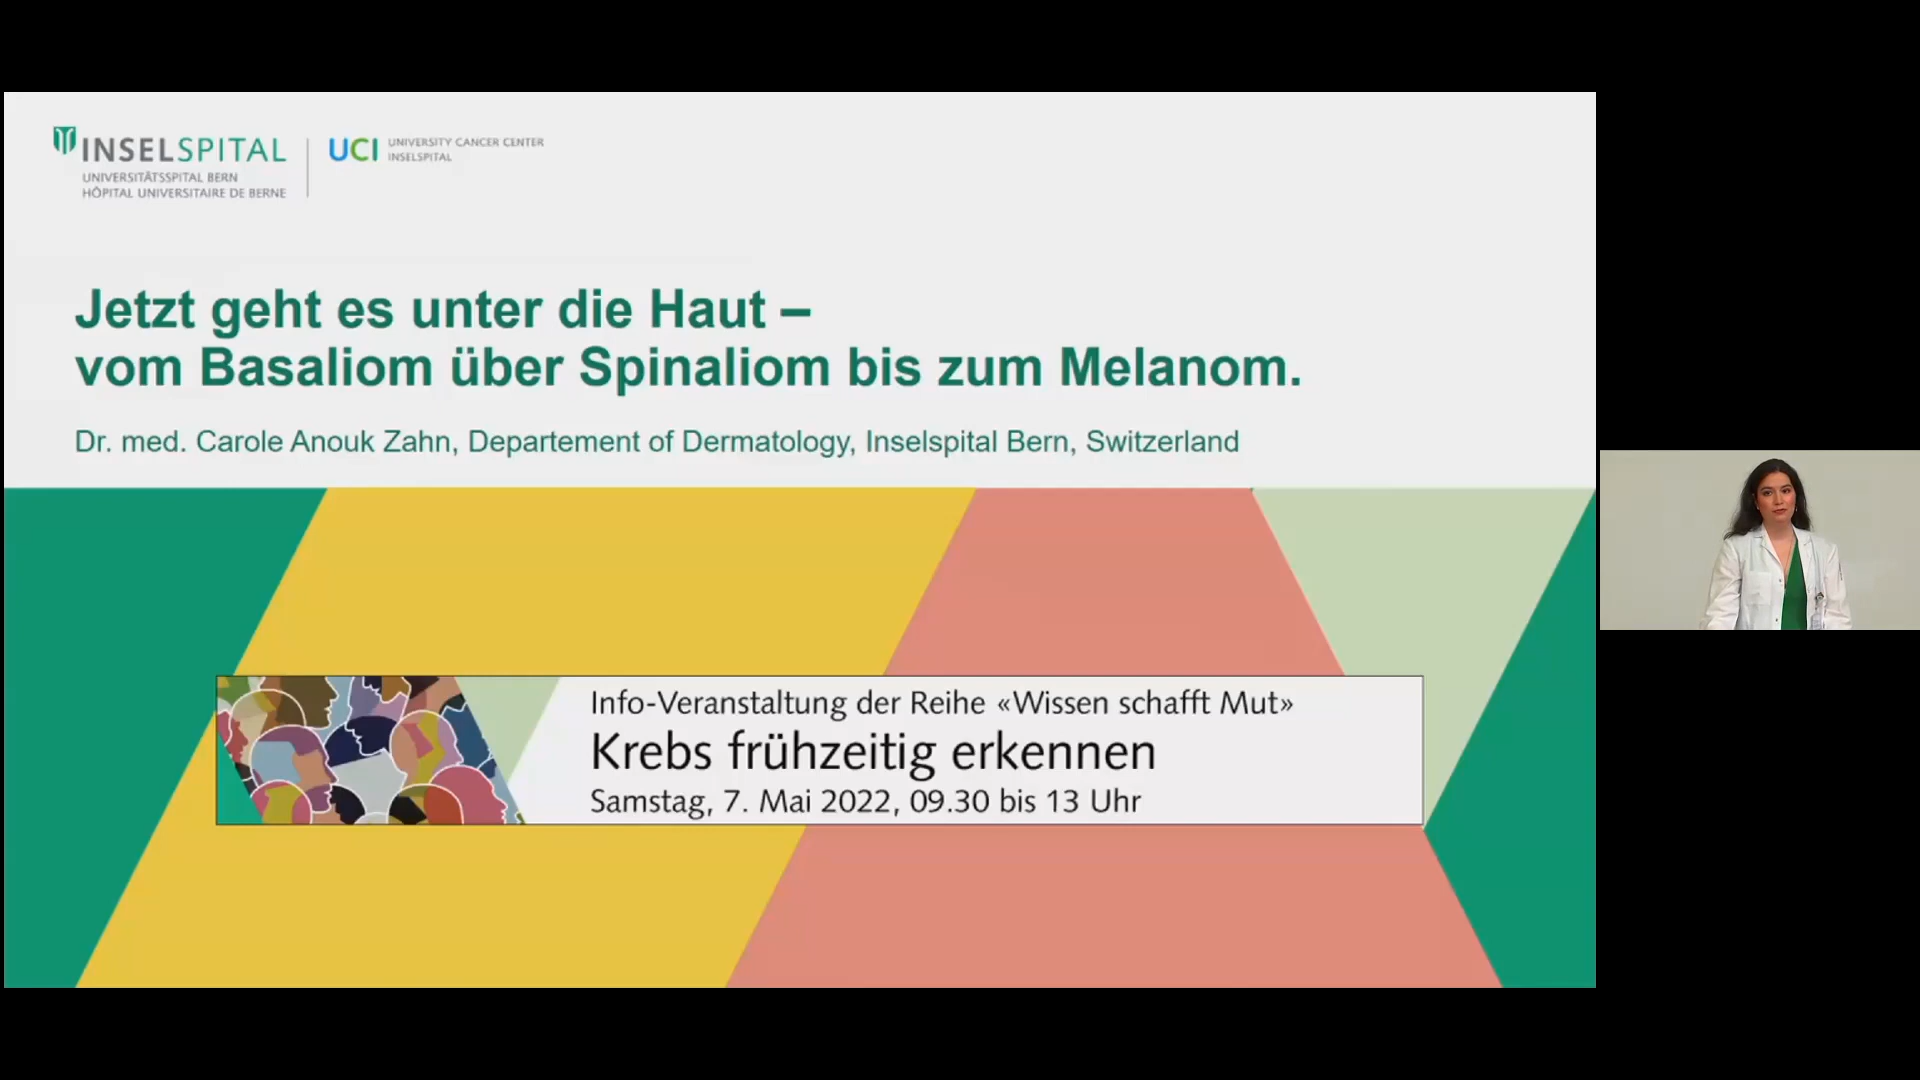 INSELSPITAL
UNIVERSITÄTSSPITAL BERN
HÔPITAL UNIVERSITAIRE DE BERNE
UCI UNIVERSITY CANCER CENTER
INSELSPITAL
Jetzt geht es unter die Haut –
vom Basaliom über Spinaliom bis zum Melanom.
Dr. med. Carole Anouk Zahn, Departement of Dermatology, Inselspital Bern, Switzerland
Info-Veranstaltung der Reihe «Wissen schafft Mut»
Krebs frühzeitig erkennen
Samstag, 7. Mai 2022, 09.30 bis 13 Uhr